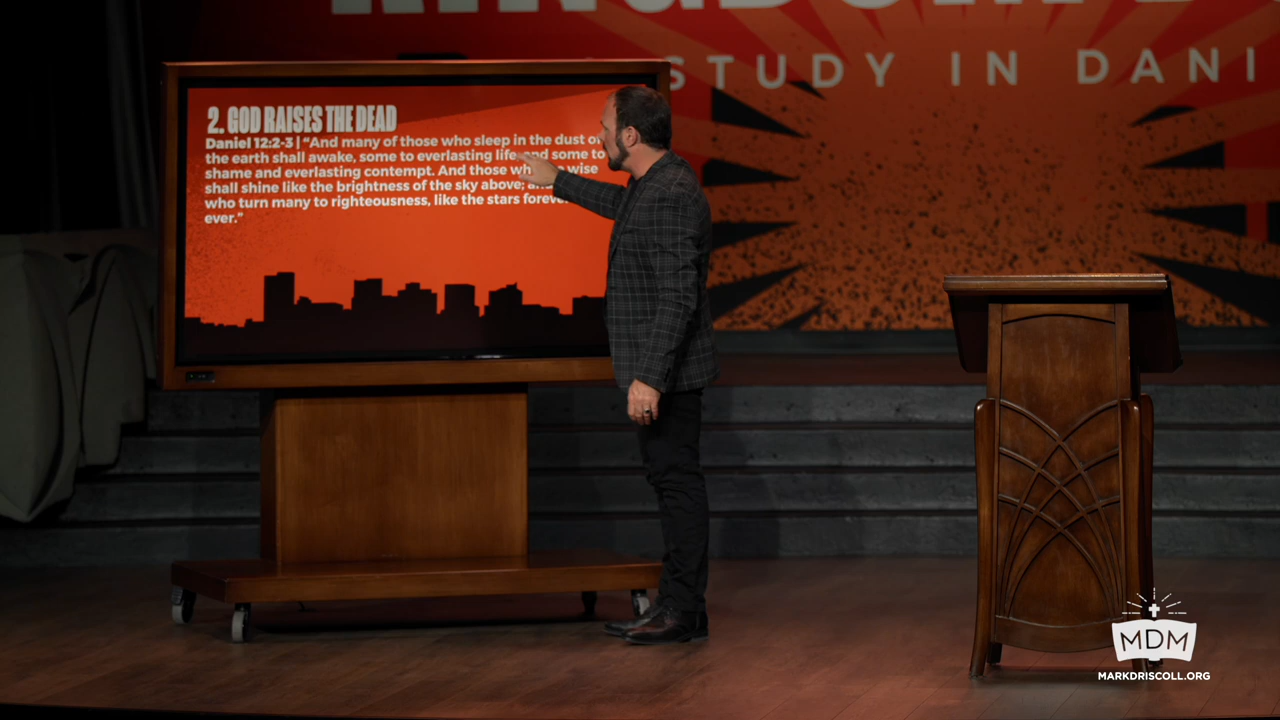 STUDY IN DANI
2. GOD RAISES THE DEAD
Daniel 12:2-3 | "And many of those who sleep in the dust of
the earth shall awake, some to everlasting life and some to
shame and everlasting contempt. And those wh wise
shall shine like the brightness of the sky above; an
who turn many to righteousness, like the stars foreve
ever."
MDM
MARKDRISCOLL.ORG